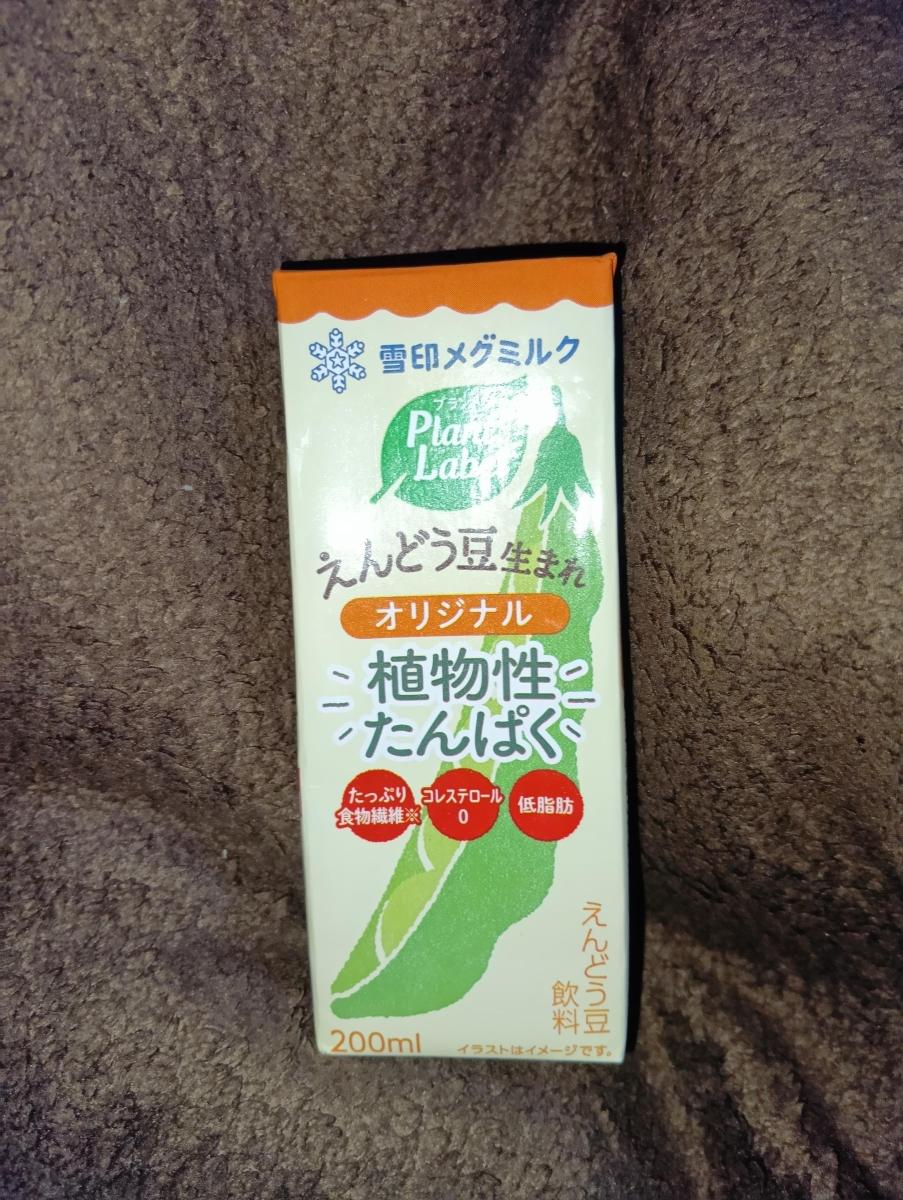 雪印メグミルク
Plant
Label
えんどう豆生まれ
オリジナル
植物性
たんぱく
たっぷり
食物繊維※
コレステロール
0
低脂肪
えんどう豆
飲料
200ml
イラストはイメージです。